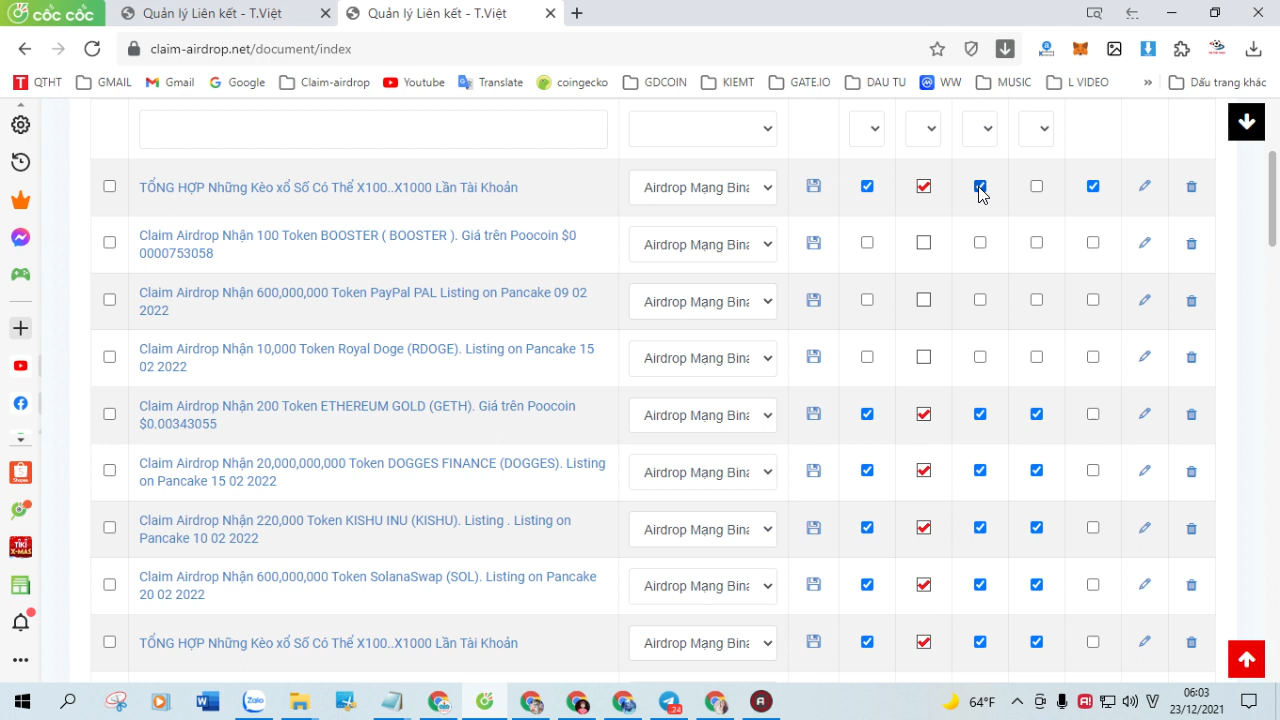 cốc cốc
Quản lý kết - T.Việt
Quản lý kết - T.Việt
claim-airdrop.net/document/index
QTHT
GMAIL
Gmail
Google
Claim-airdrop
Youtube
Translate
coingecko
GDCOIN
KIEMT
GATE.IO
DAU TU
WW
MUSIC
L VIDEO
»
Dấu trang khác
TỔNG HỢP Những Kèo xổ Số Có Thể X100..X1000 Lần Tài Khoản
Airdrop Mạng Bina
Claim Airdrop Nhận 100 Token BOOSTER ( BOOSTER ). Giá trên Poocoin $0
0000753058
Airdrop Mạng Bina
Claim Airdrop Nhận 600,000,000 Token PayPal PAL Listing on Pancake 09 02
2022
Airdrop Mạng Bina
Claim Airdrop Nhận 10,000 Token Royal Doge (RDOGE). Listing on Pancake 15
02 2022
Airdrop Mạng Bina
Claim Airdrop Nhận 200 Token ETHEREUM GOLD (GETH). Giá trên Poocoin
$0.00343055
Airdrop Mạng Bina
Claim Airdrop Nhận 20,000,000,000 Token DOGGES FINANCE (DOGGES). Listing
on Pancake 15 02 2022
Airdrop Mạng Bina
Claim Airdrop Nhận 220,000 Token KISHU INU (KISHU). Listing . Listing on
Pancake 10 02 2022
Airdrop Mạng Bina
Claim Airdrop Nhận 600,000,000 Token SolanaSwap (SOL). Listing on Pancake
20 02 2022
Airdrop Mạng Bina
TỔNG HỢP Những Kèo xổ Số Có Thể X100..X1000 Lần Tài Khoản
Airdrop Mạng Bina
Zalo
24
64°F
06:03
23/12/2021